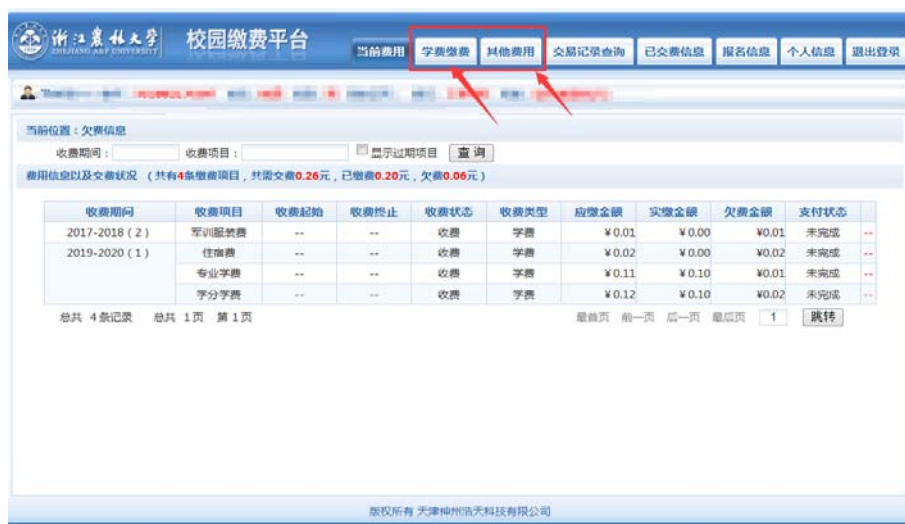 浙江农林大学 校园缴费平台
ZHEJIANG A&F UNIVERSITY
当前费用 学费缴费 其他费用 交易记录查询 已交费信息 报名信息 个人信息 退出登录
当前位置：欠费信息
收费期间： 收费项目： 显示过期项目 查 询
费用信息以及交费状况 （共有4条缴费项目，共需交费0.26元，已缴费0.20元，欠费0.06元）
收费期间 收费项目 收费起始 收费终止 收费状态 收费类型 应缴金额 实缴金额 欠费金额 支付状态
2017-2018（2） 军训服装费 -- -- 收费 学费 ¥0.01 ¥0.00 ¥0.01 未完成 --
2019-2020（1） 住宿费 -- -- 收费 学费 ¥0.02 ¥0.00 ¥0.02 未完成 --
专业学费 -- -- 收费 学费 ¥0.11 ¥0.10 ¥0.01 未完成 --
学分学费 -- -- 收费 学费 ¥0.12 ¥0.10 ¥0.02 未完成 --
总共 4条记录 总共 1页 第1页 最首页 前一页 后一页 最后页 1 跳转
版权所有 天津神州浩天科技有限公司